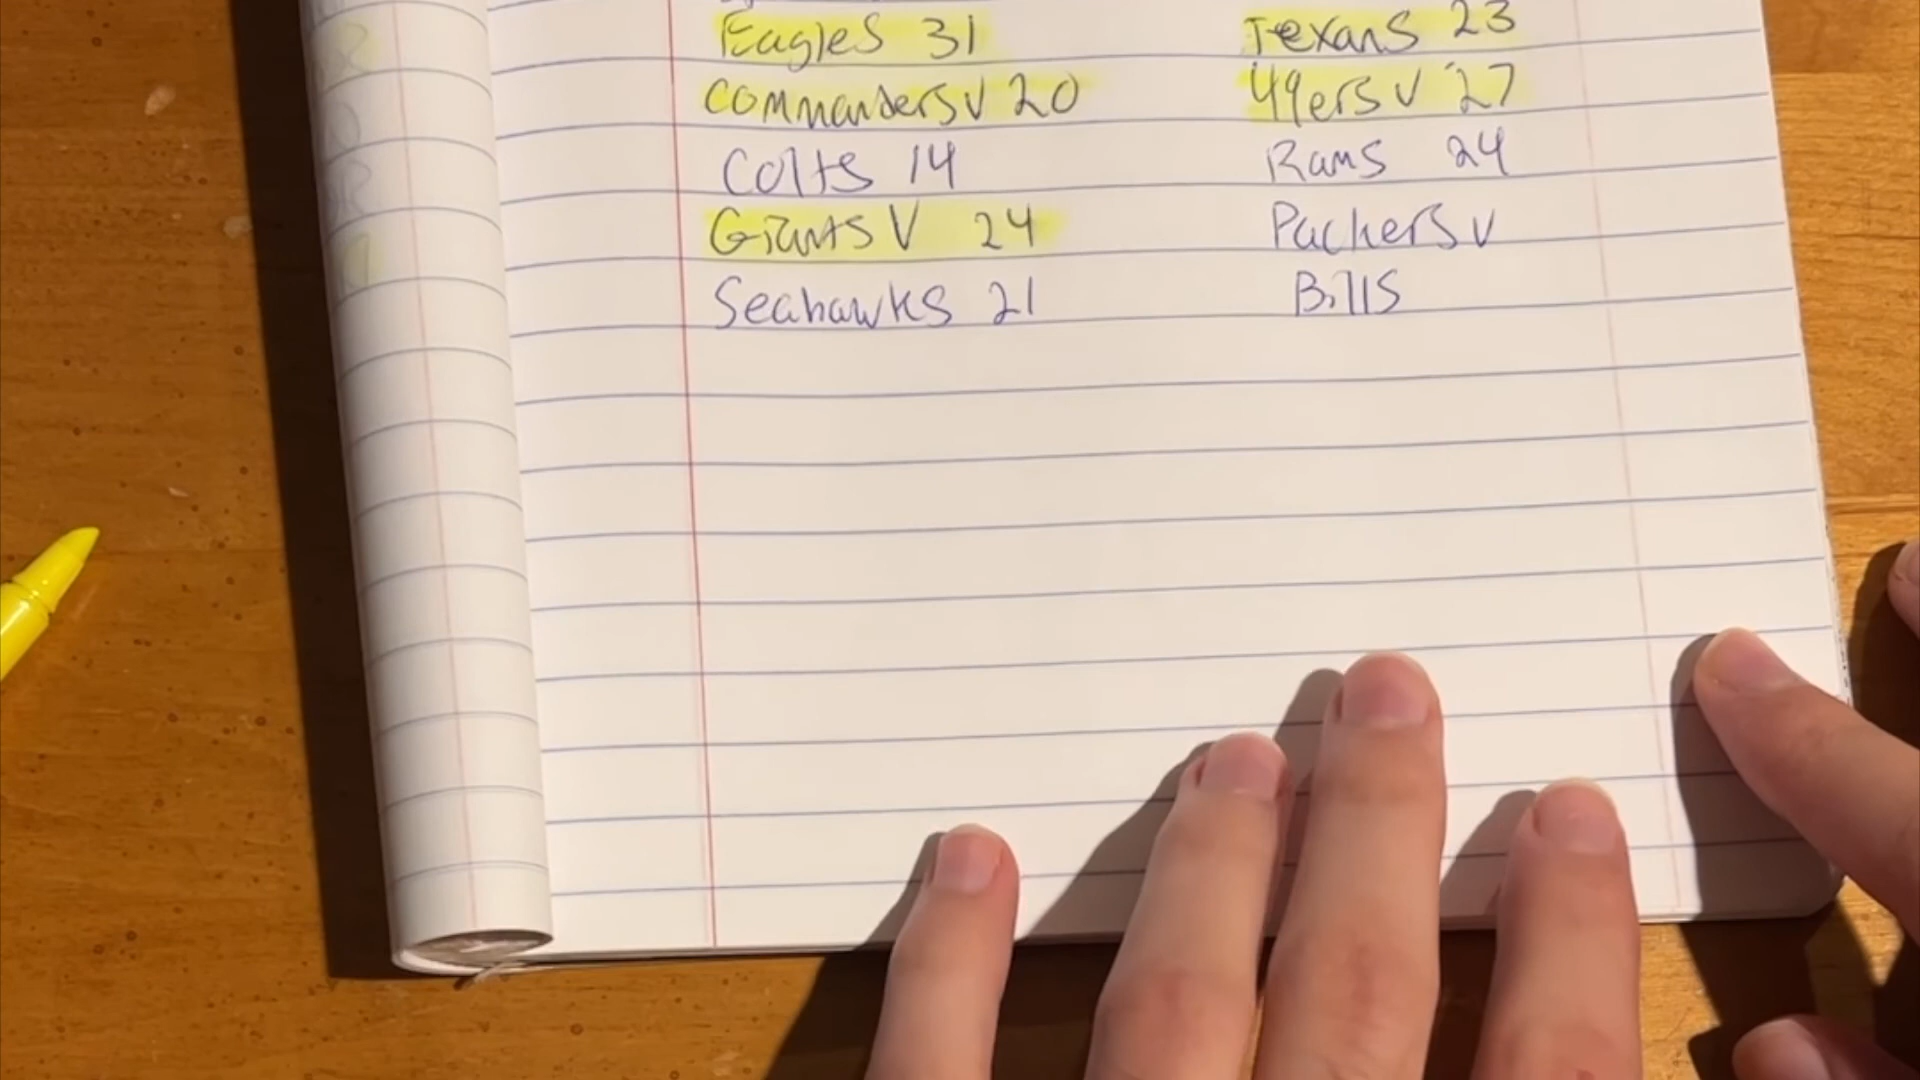 Eagles 31
Commanders v 20
Colts 14
Giants V 24
Seahawks 21
Texans 23
49ers v 27
Rams 24
Packers v
Bills